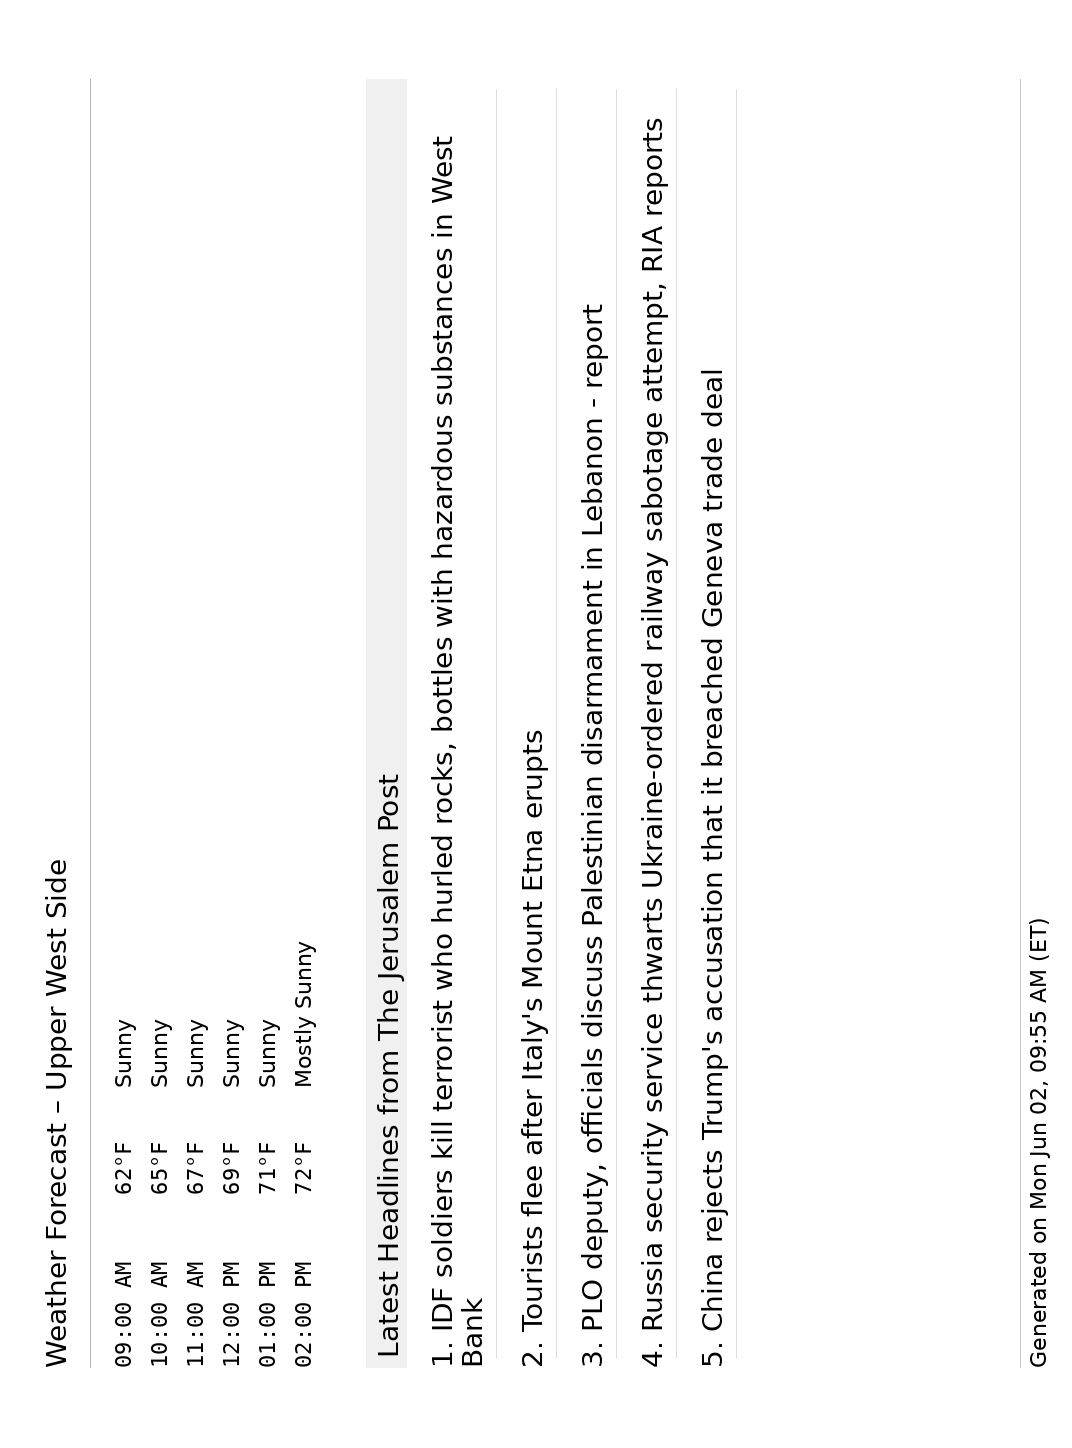 Weather Forecast – Upper West Side
09:00 AM 62°F Sunny
10:00 AM 65°F Sunny
11:00 AM 67°F Sunny
12:00 PM 69°F Sunny
01:00 PM 71°F Sunny
02:00 PM 72°F Mostly Sunny
Latest Headlines from The Jerusalem Post
1. IDF soldiers kill terrorist who hurled rocks, bottles with hazardous substances in West
Bank
2. Tourists flee after Italy's Mount Etna erupts
3. PLO deputy, officials discuss Palestinian disarmament in Lebanon - report
4. Russia security service thwarts Ukraine-ordered railway sabotage attempt, RIA reports
5. China rejects Trump's accusation that it breached Geneva trade deal
Generated on Mon Jun 02, 09:55 AM (ET)